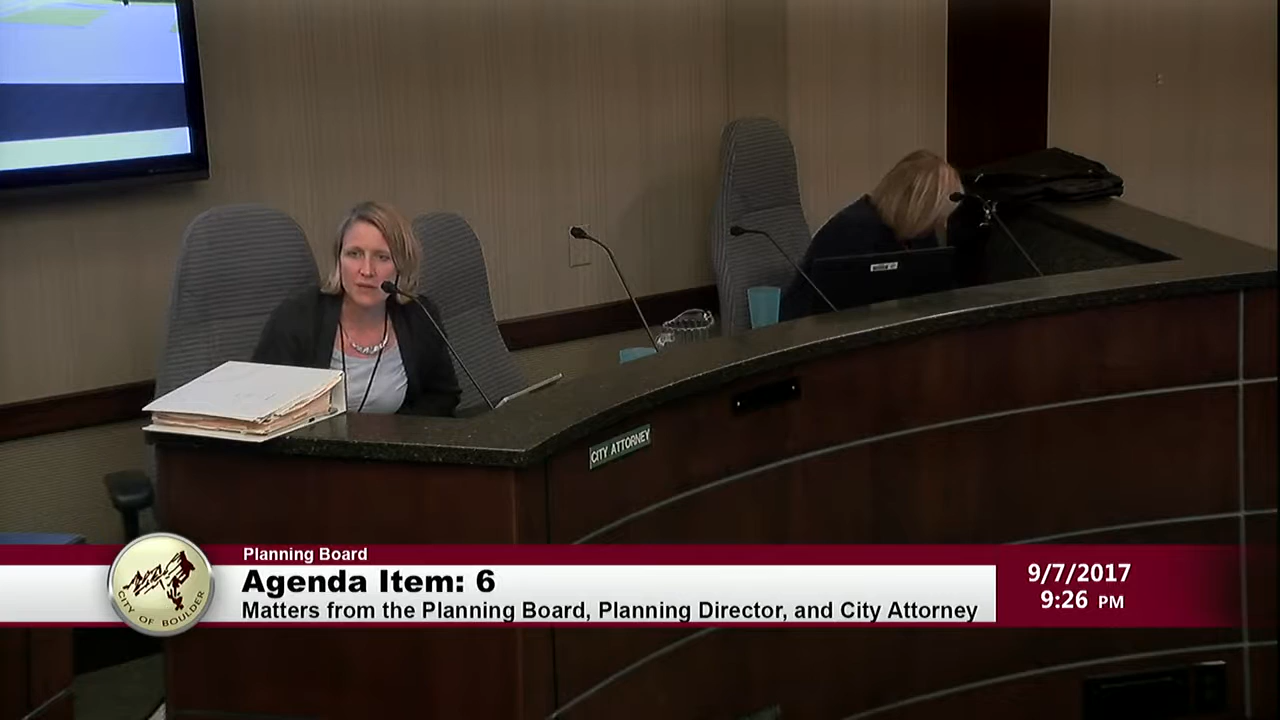 CITY ATTORNEY
Planning Board
Agenda Item: 6
Matters from the Planning Board, Planning Director, and City Attorney
9/7/2017
9:26 PM
CITY OF BOULDER